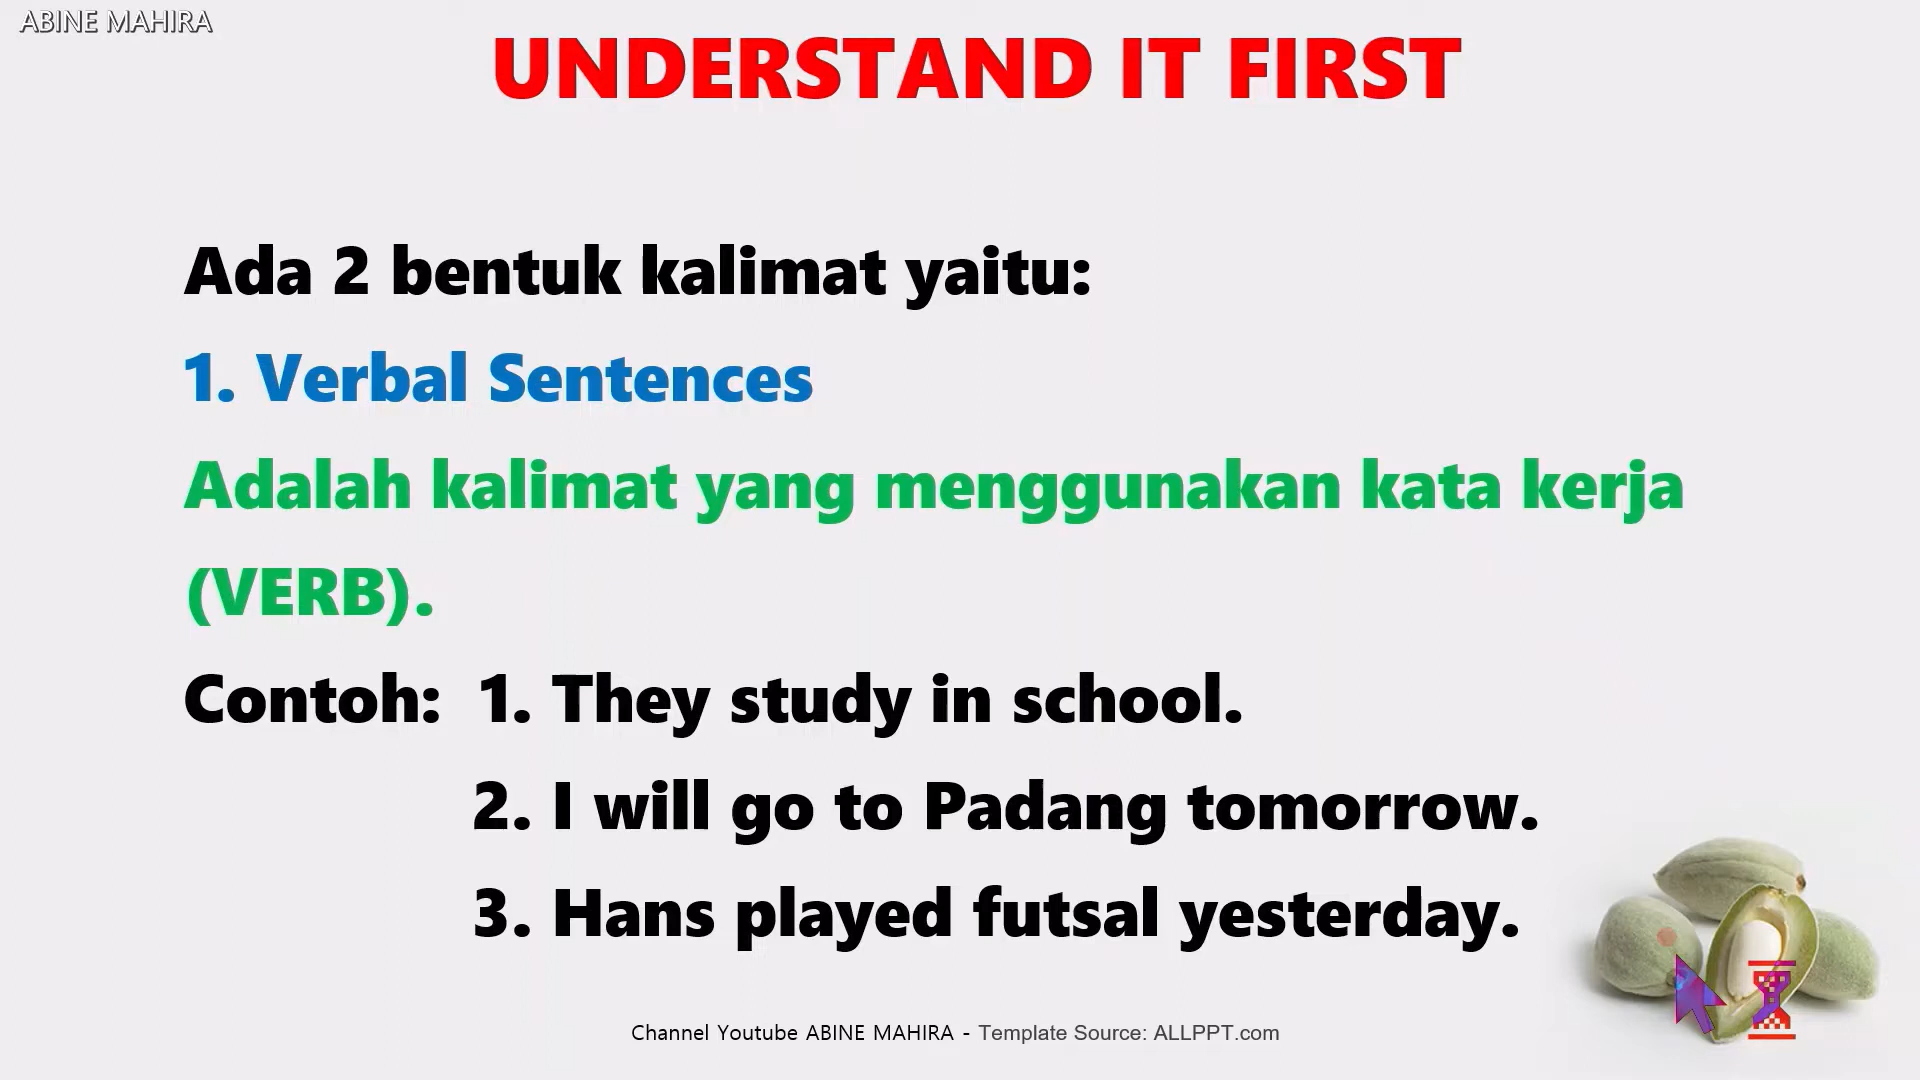 ABINE MAHIRA
UNDERSTAND IT FIRST
Ada 2 bentuk kalimat yaitu:
1. Verbal Sentences
Adalah kalimat yang menggunakan kata kerja
(VERB).
Contoh: 1. They study in school.
2. I will go to Padang tomorrow.
3. Hans played futsal yesterday.
Channel Youtube ABINE MAHIRA - Template Source: ALLPPT.com